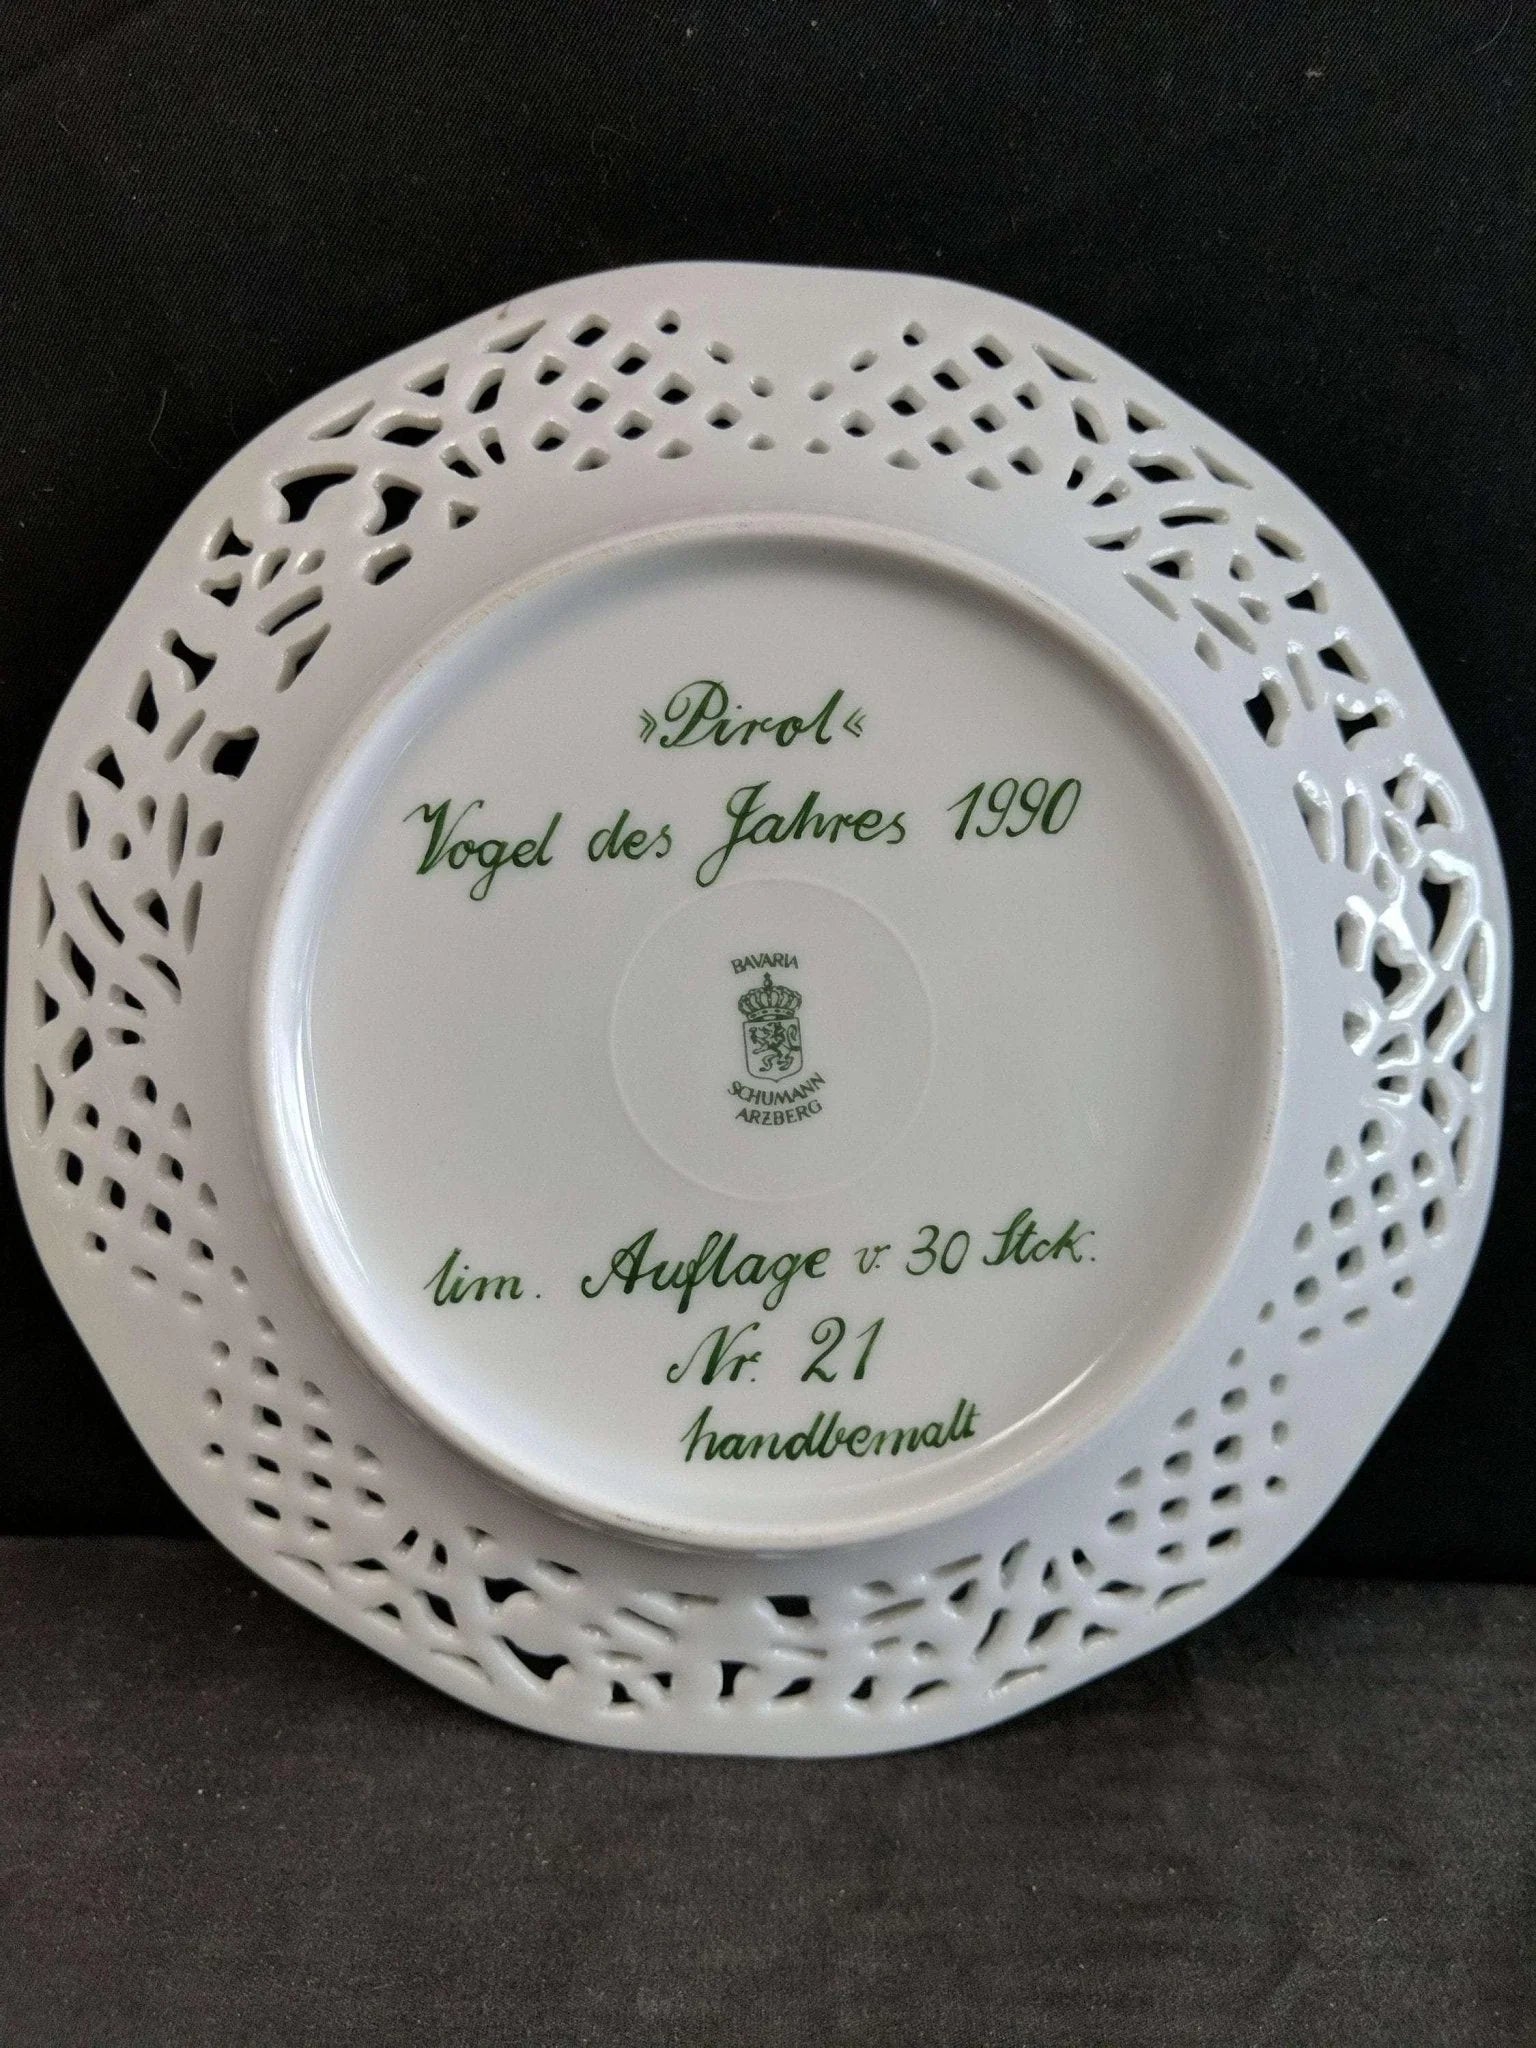 »Pirol«
Vogel des Jahres 1990
BAVARIA
SCHUMANN
ARZBERG
lim. Auflage v. 30 Stck.
Nr. 21
handbemalt